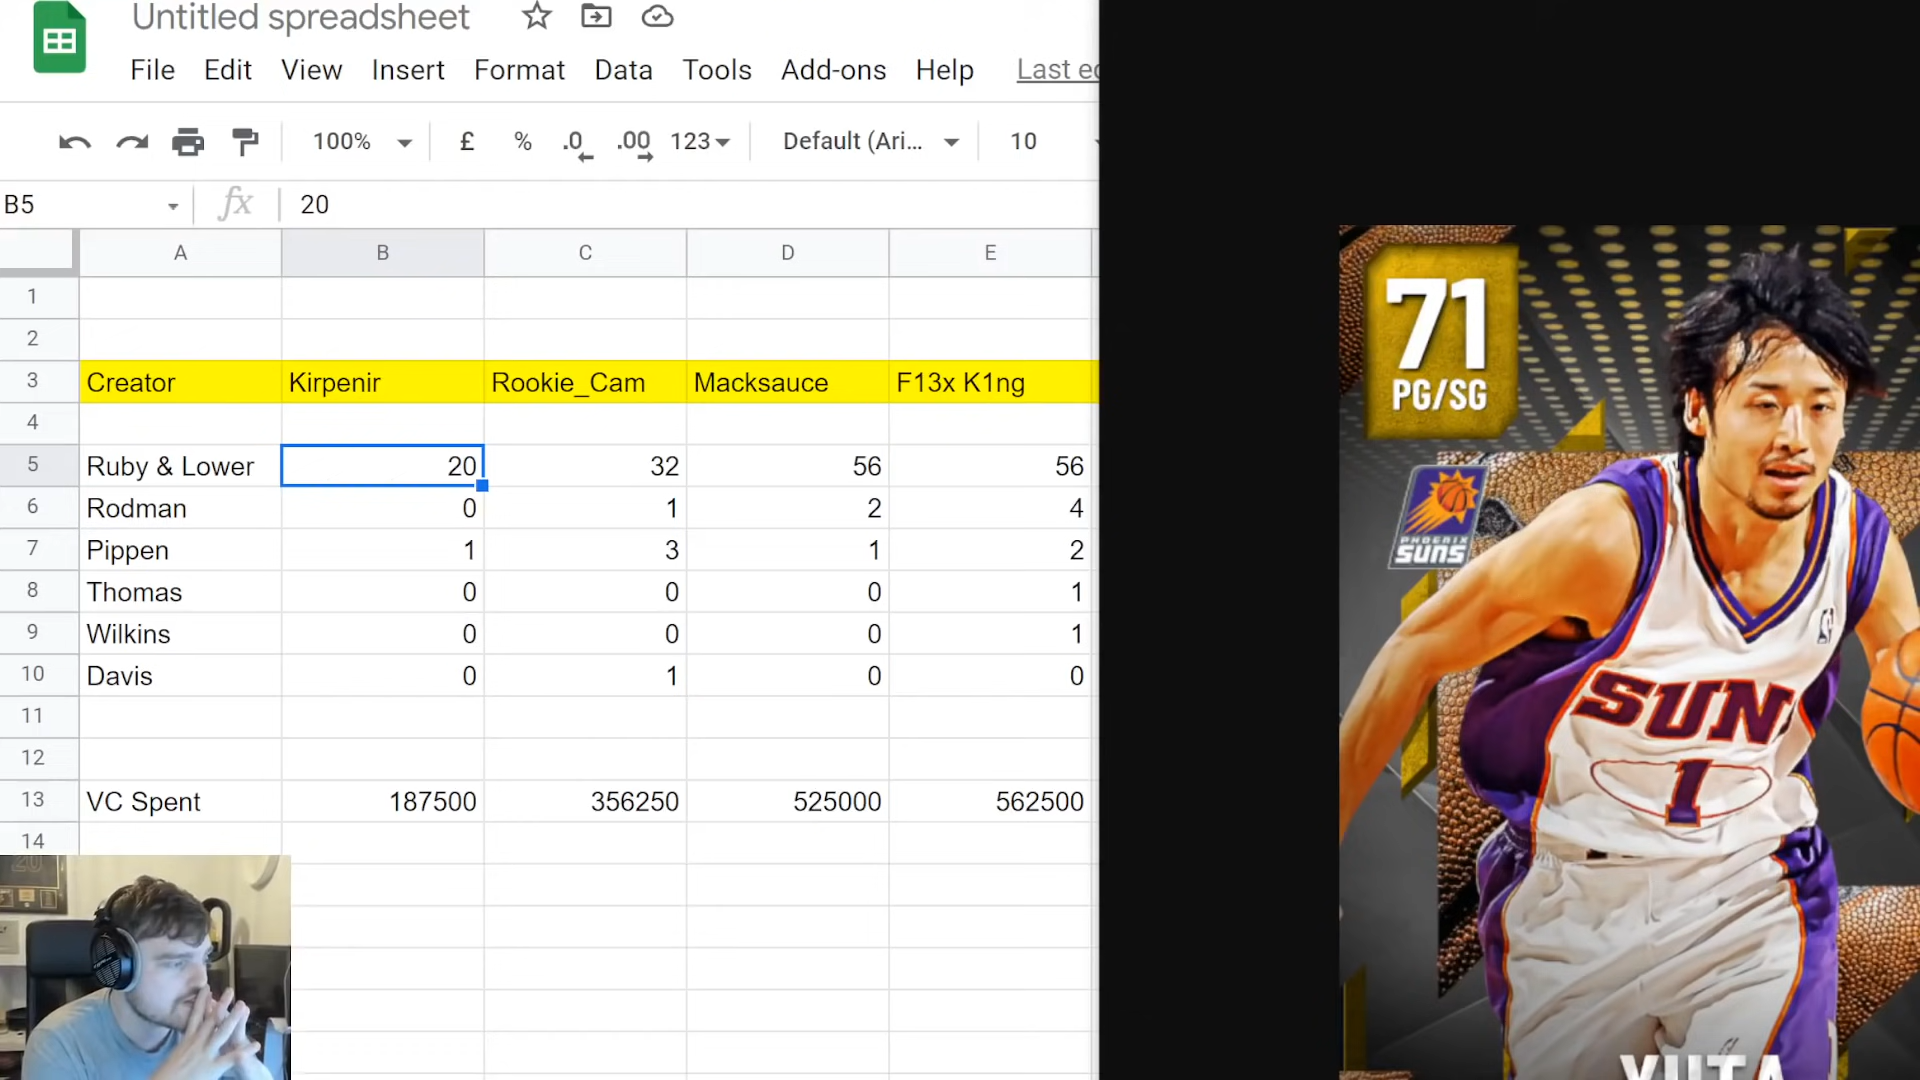 Untitled spreadsheet
File Edit View Insert Format Data Tools Add-ons Help Last ed
100% £ % .0 .00 123 Default (Ari... 10
B5 fx 20
A B C D E
1
2
3 Creator Kirpenir Rookie_Cam Macksauce F13x K1ng
4
5 Ruby & Lower 20 32 56 56
6 Rodman 0 1 2 4
7 Pippen 1 3 1 2
8 Thomas 0 0 0 1
9 Wilkins 0 0 0 1
10 Davis 0 1 0 0
11
12
13 VC Spent 187500 356250 525000 562500
14
71
PG/SG
PHOENIX
SUNS
SUNS
1
YUTA